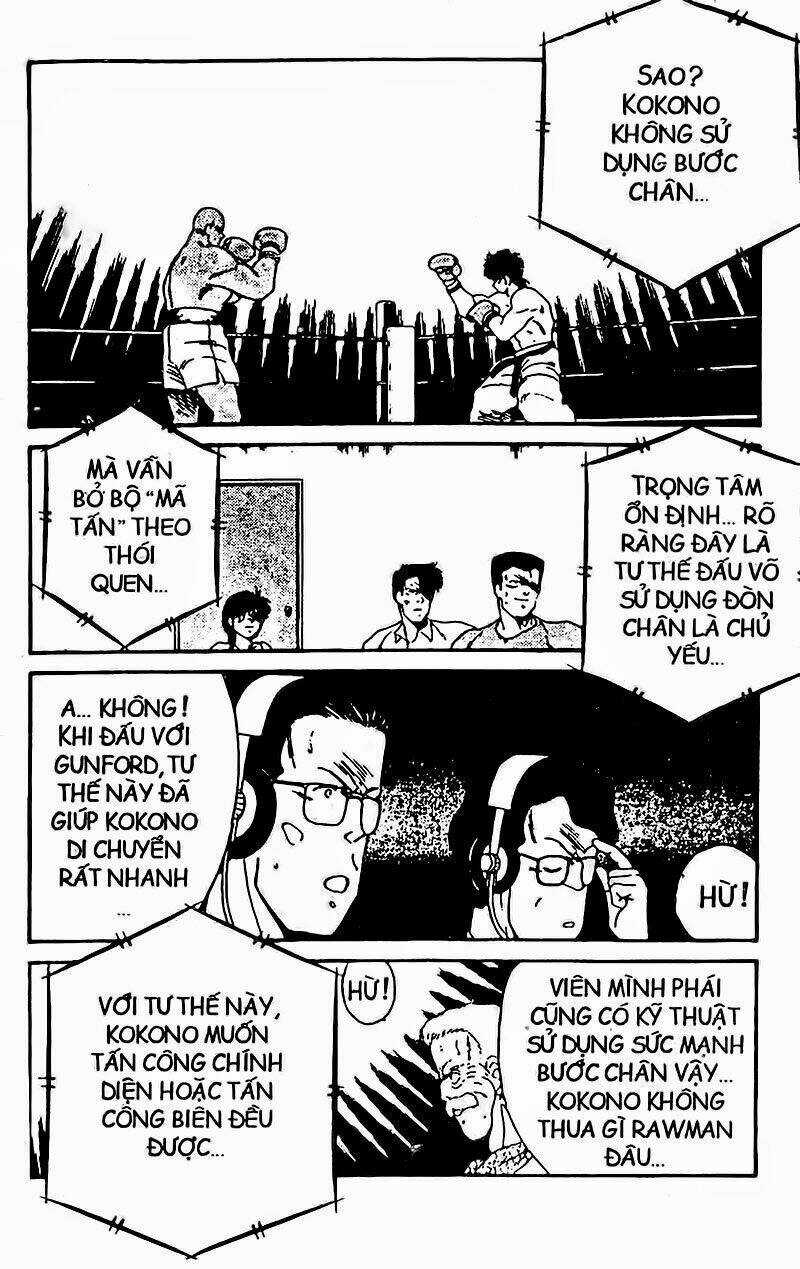 SAO?
KOKONO
KHÔNG SỬ
DỤNG BƯỚC
CHÂN...
MÀ VẪN
BỎ BỘ "MÃ
TẤN" THEO
THÓI
QUEN...
TRỌNG TÂM
ỔN ĐỊNH... RÕ
RÀNG ĐÂY LÀ
TƯ THẾ ĐẤU VÕ
SỬ DỤNG ĐÒN
CHÂN LÀ CHỦ
YẾU...
A... KHÔNG!
KHI ĐẤU VỚI
GUNFORD, TƯ
THẾ NÀY ĐÃ
GIÚP KOKONO
DI CHUYỂN
RẤT NHANH
...
HỪ!
VỚI TƯ THẾ NÀY,
KOKONO MUỐN
TẤN CÔNG CHÍNH
DIỆN HOẶC TẤN
CÔNG BIÊN ĐỀU
ĐƯỢC...
HỪ!
VIÊN MÌNH PHÁI
CŨNG CÓ KỸ THUẬT
SỬ DỤNG SỨC MẠNH
BƯỚC CHÂN VẬY...
KOKONO KHÔNG
THUA GÌ RAWMAN
ĐÂU...